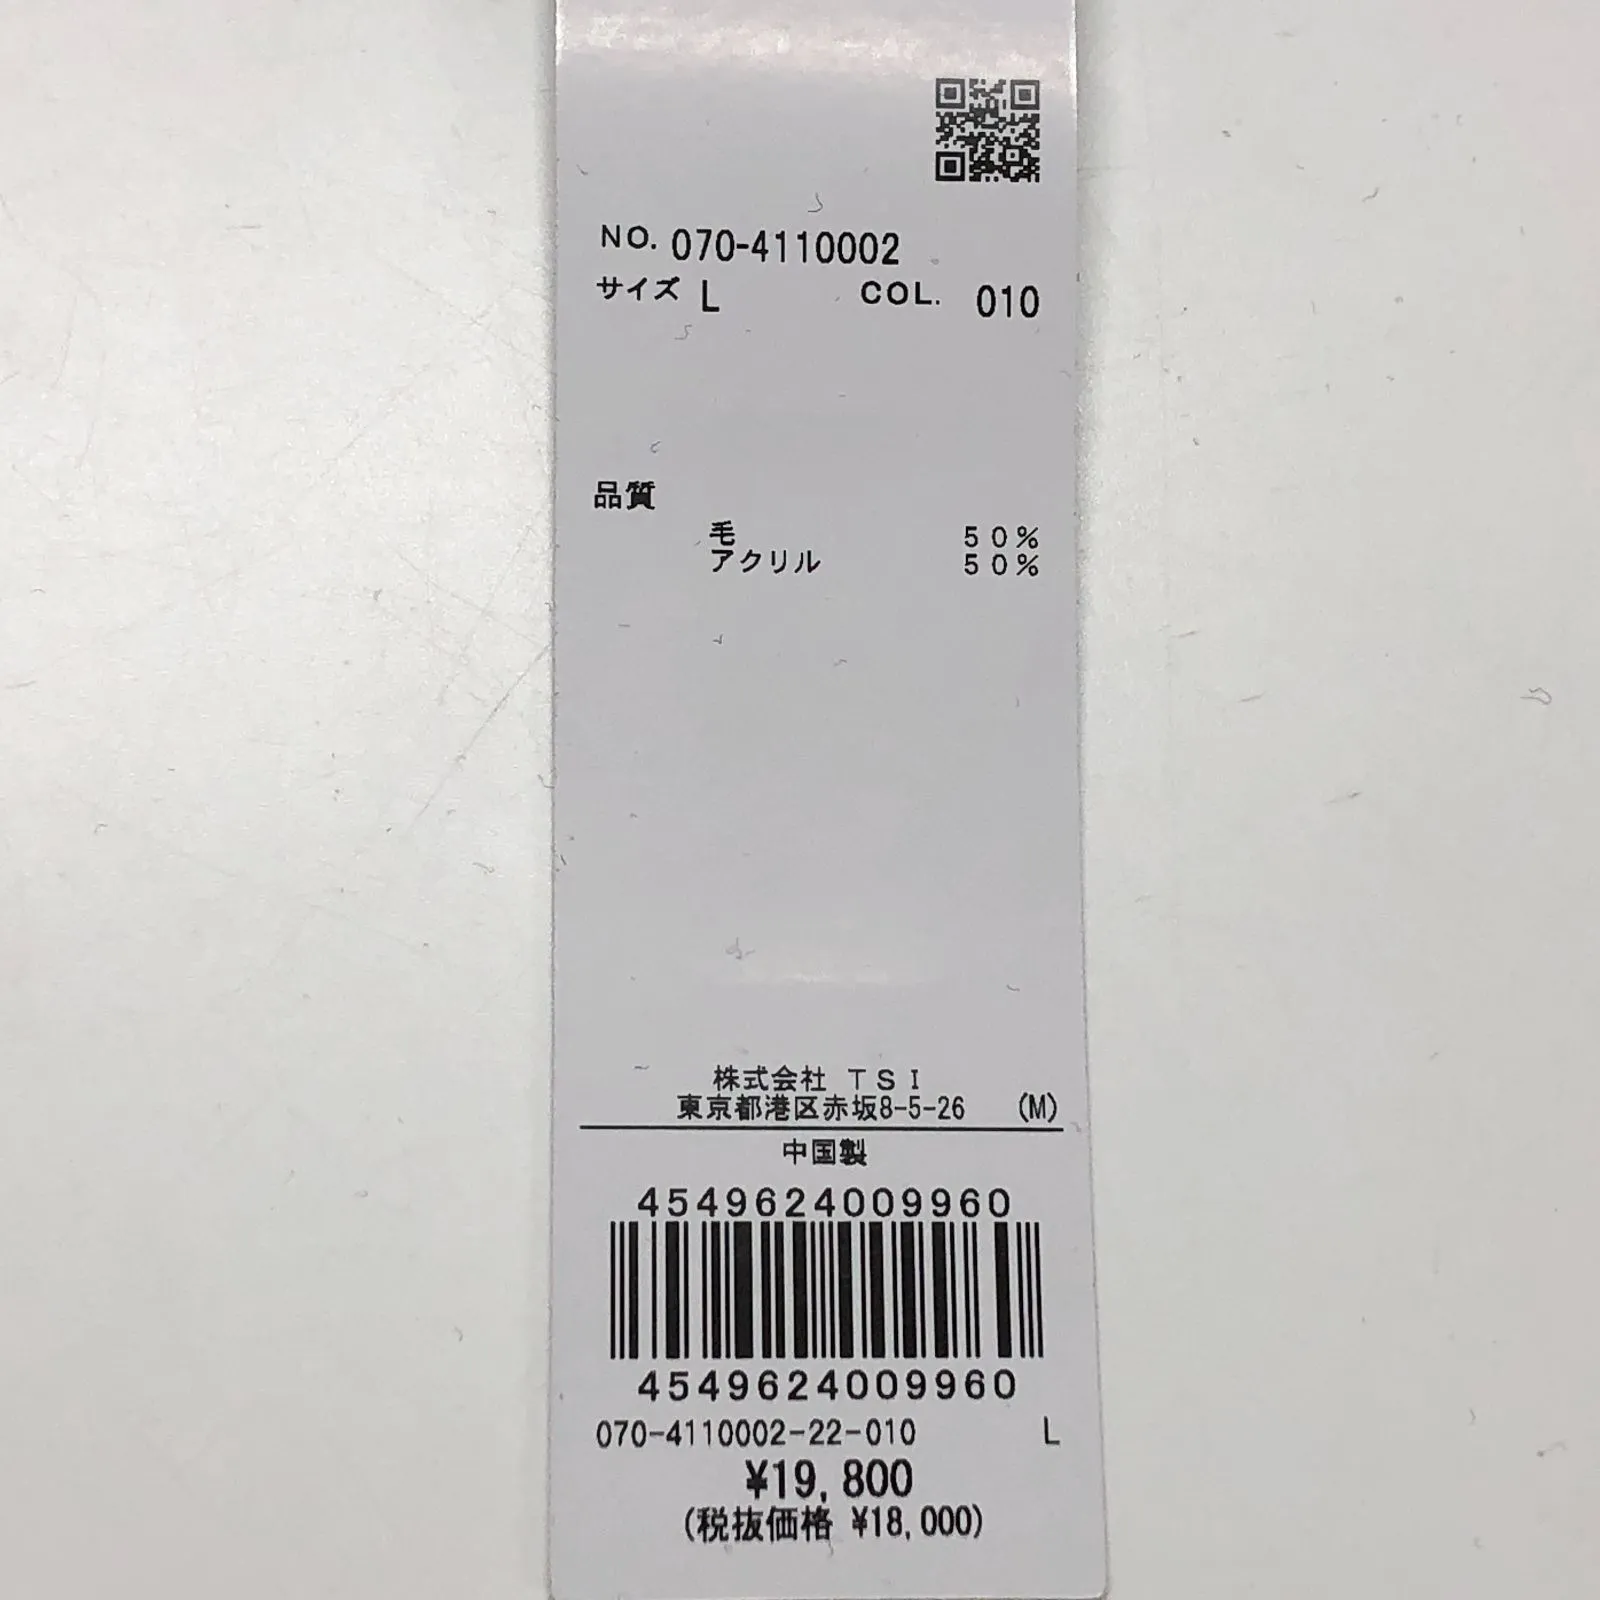 NO. 070-4110002
サイズ L COL. 010
品質
毛 50%
アクリル 50%
株式会社 TSI
東京都港区赤坂8-5-26 (M)
中国製
4549624009960
4549624009960
070-4110002-22-010 L
¥19,800
(税抜価格 ¥18,000)